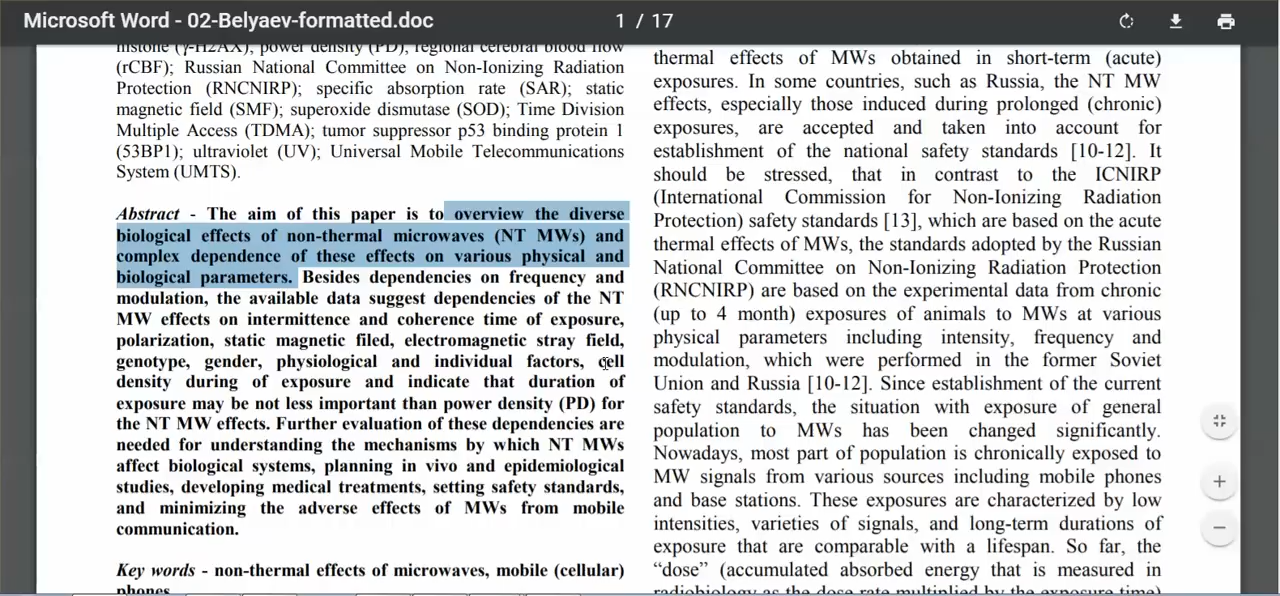 Microsoft Word - 02-Belyaev-formatted.doc
1 / 17
histone (γ-H2AX); power density (PD); regional cerebral blood flow
(rCBF); Russian National Committee on Non-Ionizing Radiation
Protection (RNCNIRP); specific absorption rate (SAR); static
magnetic field (SMF); superoxide dismutase (SOD); Time Division
Multiple Access (TDMA); tumor suppressor p53 binding protein 1
(53BP1); ultraviolet (UV); Universal Mobile Telecommunications
System (UMTS).
Abstract - The aim of this paper is to overview the diverse
biological effects of non-thermal microwaves (NT MWs) and
complex dependence of these effects on various physical and
biological parameters. Besides dependencies on frequency and
modulation, the available data suggest dependencies of the NT
MW effects on intermittence and coherence time of exposure,
polarization, static magnetic filed, electromagnetic stray field,
genotype, gender, physiological and individual factors, cell
density during of exposure and indicate that duration of
exposure may be not less important than power density (PD) for
the NT MW effects. Further evaluation of these dependencies are
needed for understanding the mechanisms by which NT MWs
affect biological systems, planning in vivo and epidemiological
studies, developing medical treatments, setting safety standards,
and minimizing the adverse effects of MWs from mobile
communication.
Key words - non-thermal effects of microwaves, mobile (cellular)
phones
thermal effects of MWs obtained in short-term (acute)
exposures. In some countries, such as Russia, the NT MW
effects, especially those induced during prolonged (chronic)
exposures, are accepted and taken into account for
establishment of the national safety standards [10-12]. It
should be stressed, that in contrast to the ICNIRP
(International Commission for Non-Ionizing Radiation
Protection) safety standards [13], which are based on the acute
thermal effects of MWs, the standards adopted by the Russian
National Committee on Non-Ionizing Radiation Protection
(RNCNIRP) are based on the experimental data from chronic
(up to 4 month) exposures of animals to MWs at various
physical parameters including intensity, frequency and
modulation, which were performed in the former Soviet
Union and Russia [10-12]. Since establishment of the current
safety standards, the situation with exposure of general
population to MWs has been changed significantly.
Nowadays, most part of population is chronically exposed to
MW signals from various sources including mobile phones
and base stations. These exposures are characterized by low
intensities, varieties of signals, and long-term durations of
exposure that are comparable with a lifespan. So far, the
“dose” (accumulated absorbed energy that is measured in
radiobiology as the dose rate multiplied by the exposure time)